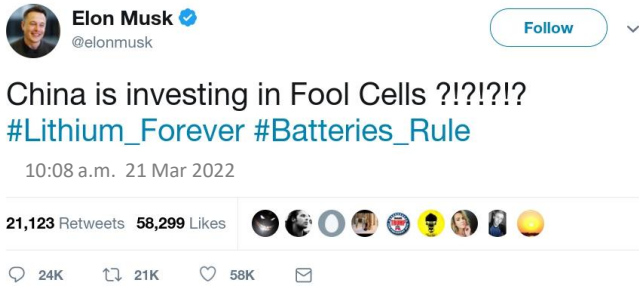 Elon Musk
@elonmusk
Follow
China is investing in Fool Cells ?!?!?!?
#Lithium_Forever #Batteries_Rule
10:08 a.m. 21 Mar 2022
21,123 Retweets 58,299 Likes
TRUMP
24K 21K 58K